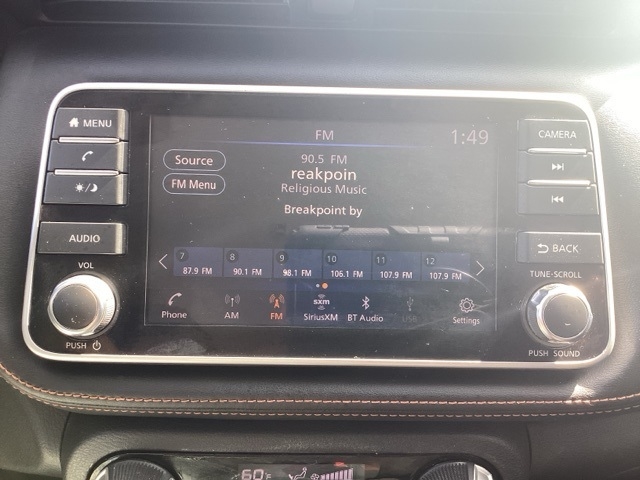 MENU
AUDIO
VOL
PUSH
FM
1:49
Source
90.5 FM
reakpoin
FM Menu
Religious Music
Breakpoint by
7 8 9 10 11 12
87.9 FM 90.1 FM 98.1 FM 106.1 FM 107.9 FM 107.9 FM
sxm
Phone AM FM SiriusXM BT Audio USB Settings
CAMERA
BACK
TUNE-SCROLL
PUSH SOUND
60°F